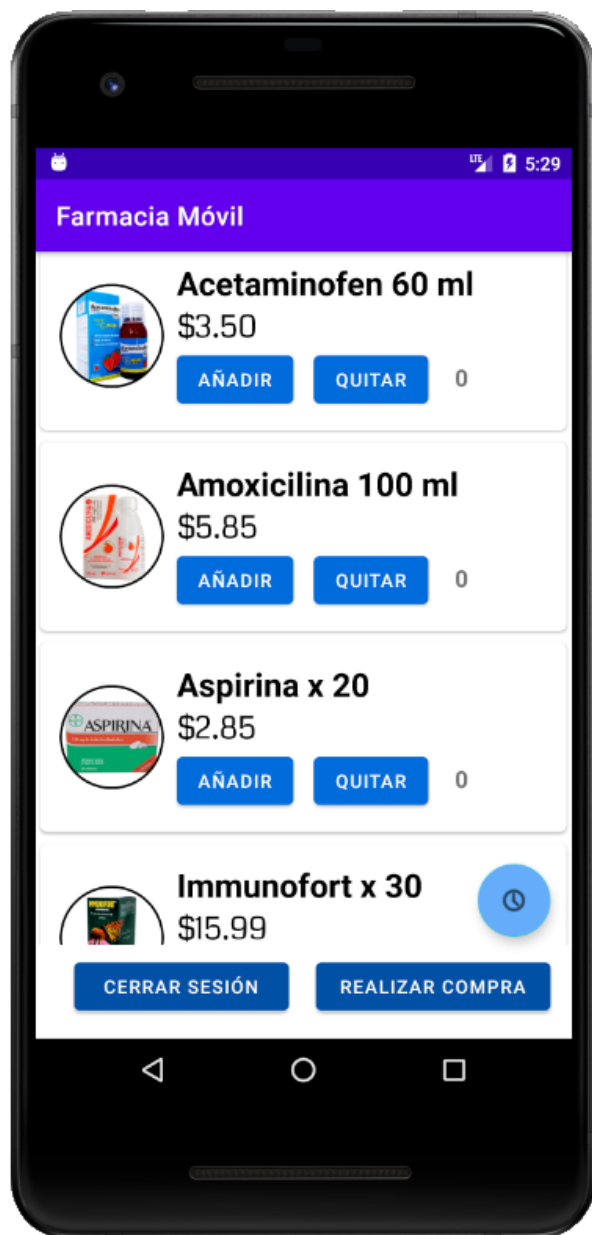 LTE 5:29
Farmacia Móvil
Acetaminofen 60 ml
$3.50
AÑADIR QUITAR 0
Amoxicilina 100 ml
$5.85
AÑADIR QUITAR 0
ASPIRINA
Aspirina x 20
$2.85
AÑADIR QUITAR 0
Immunofort x 30
$15.99
CERRAR SESIÓN REALIZAR COMPRA